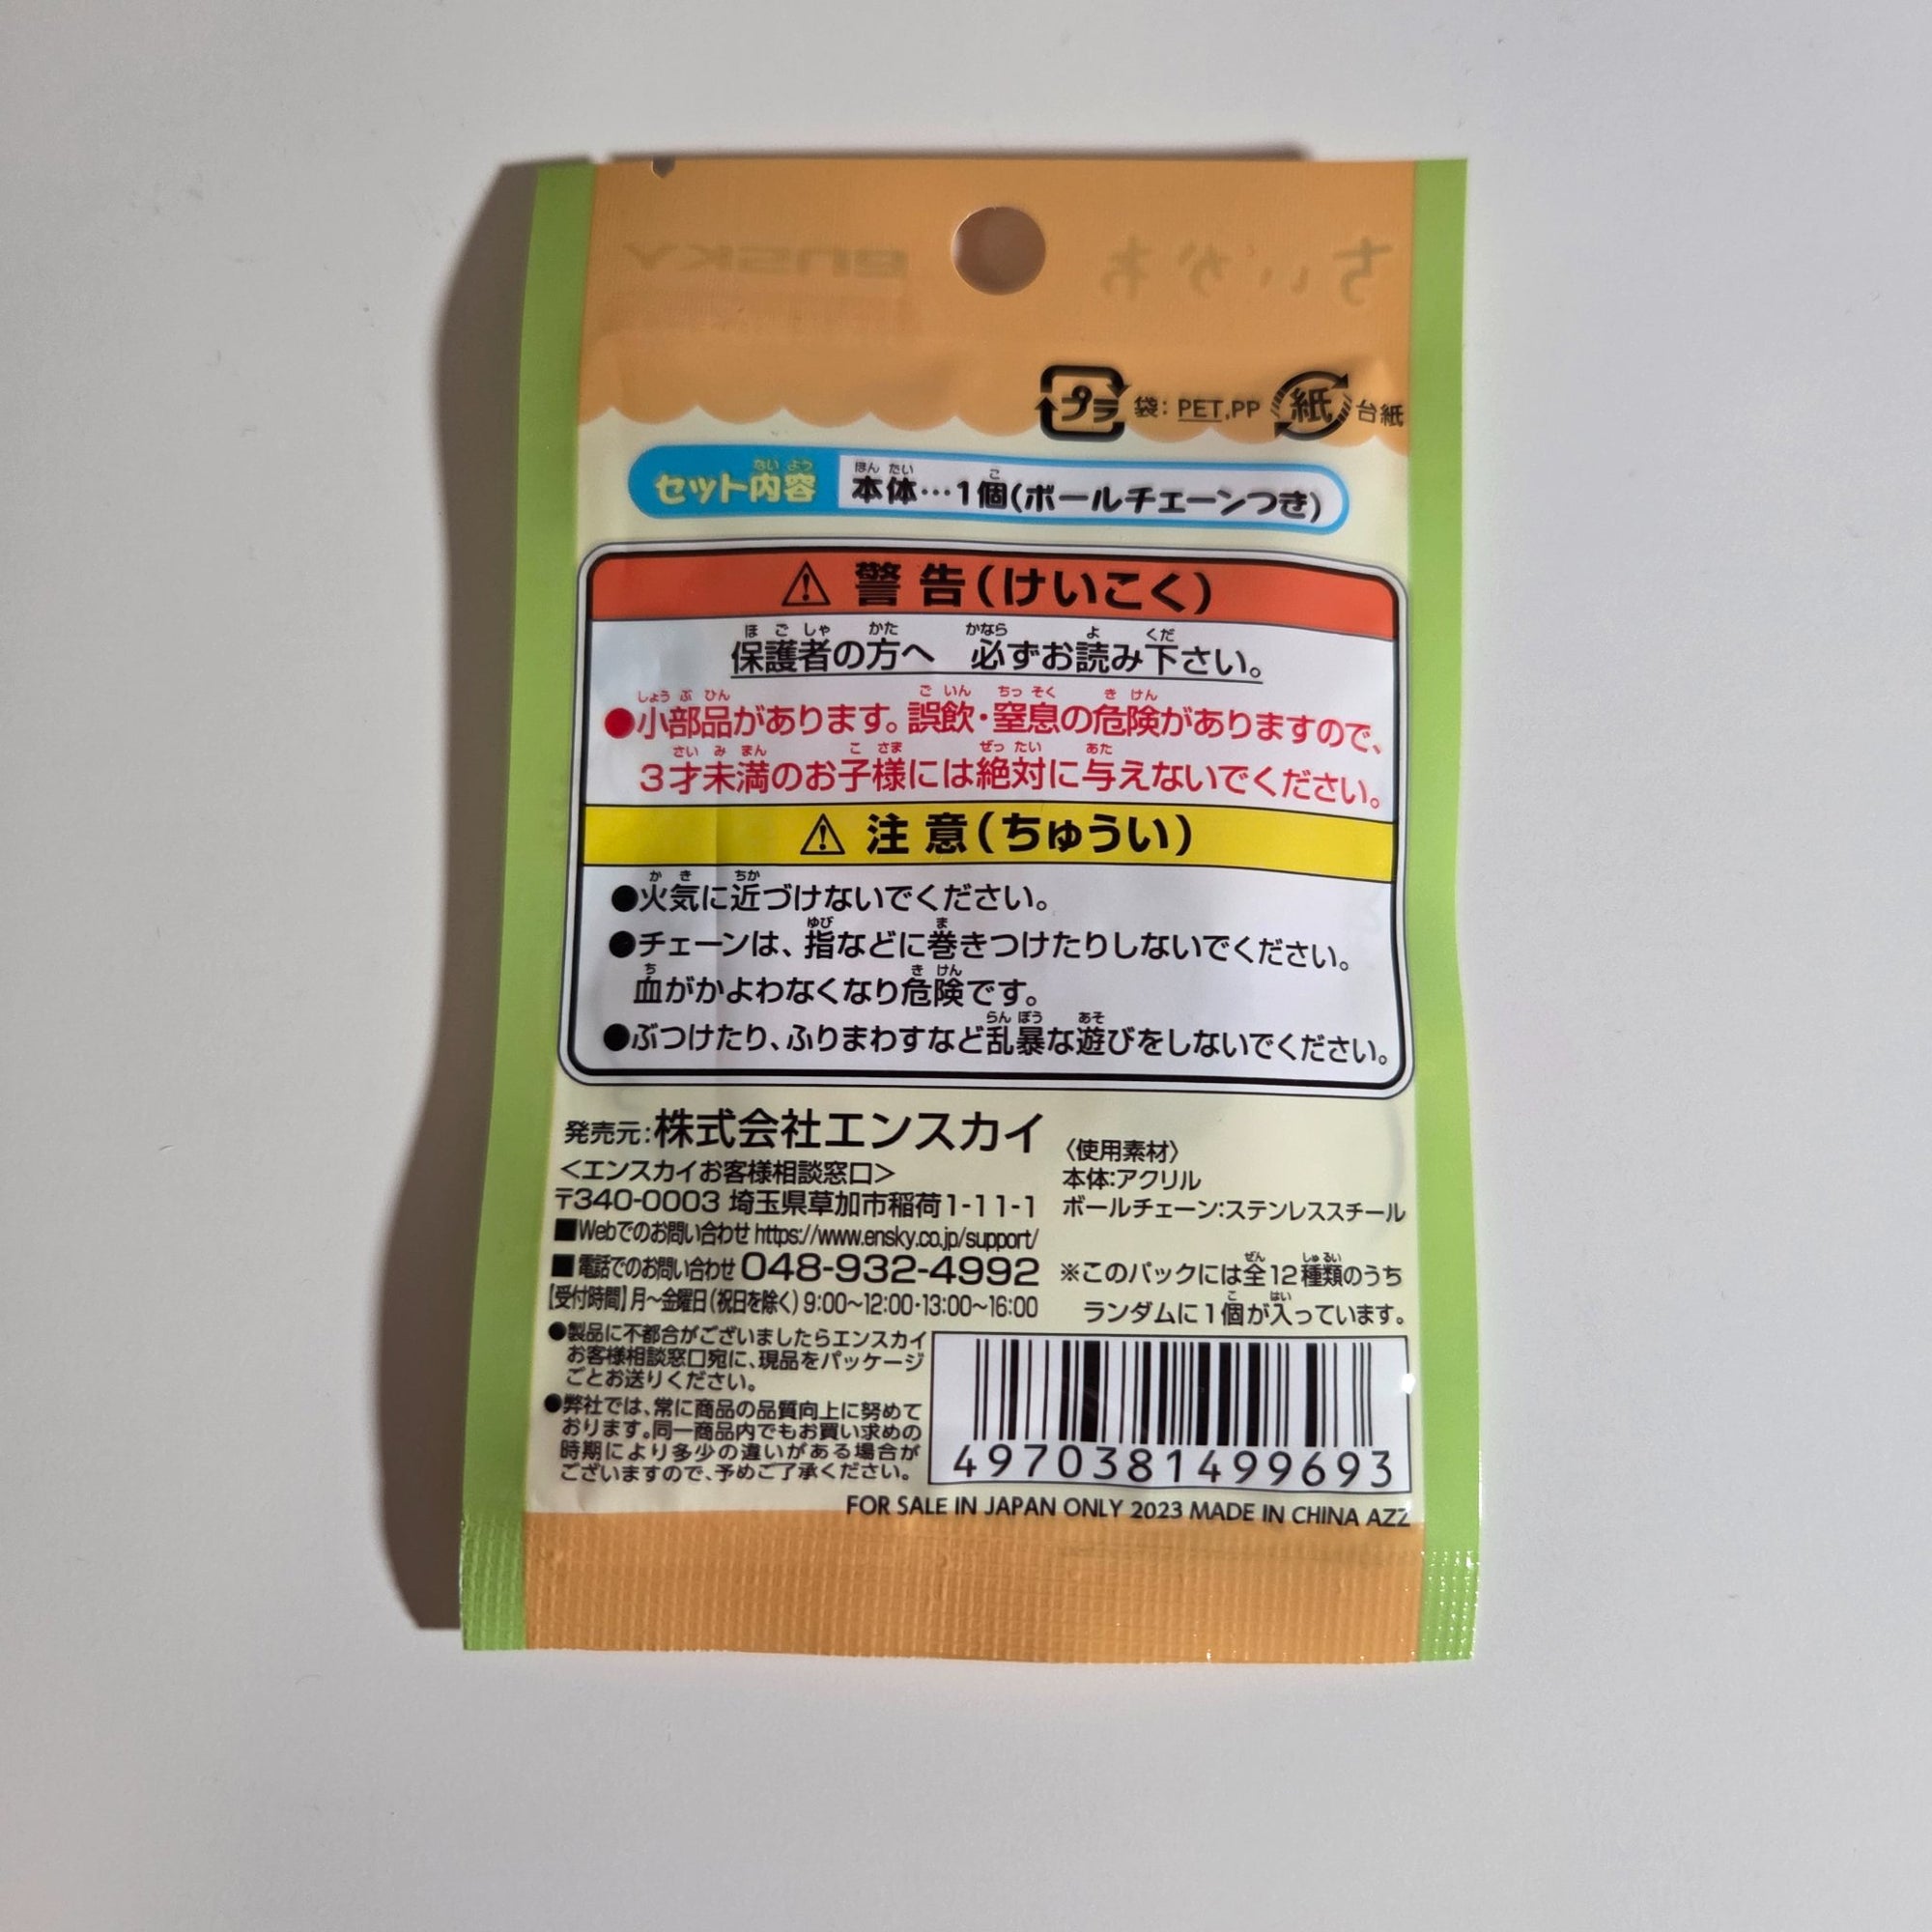 ちいかわ
ensky
プラ 袋:PET,PP 紙 台紙
セット内容 本体…1個(ボールチェーンつき)
⚠ 警告(けいこく)
保護者の方へ 必ずお読み下さい。
●小部品があります。誤飲・窒息の危険がありますので、
3才未満のお子様には絶対に与えないでください。
⚠ 注意(ちゅうい)
●火気に近づけないでください。
●チェーンは、指などに巻きつけたりしないでください。
血がかよわなくなり危険です。
●ぶつけたり、ふりまわすなど乱暴な遊びをしないでください。
発売元:株式会社エンスカイ
<エンスカイお客様相談窓口>
〒340-0003 埼玉県草加市稲荷1-11-1
■Webでのお問い合わせ https://www.ensky.co.jp/support/
■電話でのお問い合わせ 048-932-4992
【受付時間】月~金曜日(祝日を除く)9:00~12:00・13:00~16:00
●製品に不都合がございましたらエンスカイ
お客様相談窓口宛に、現品をパッケージ
ごとお送りください。
●弊社では、常に商品の品質向上に努めて
おります。同一商品内でもお買い求めの
時期により多少の違いがある場合が
ございますので、予めご了承ください。
〈使用素材〉
本体:アクリル
ボールチェーン:ステンレススチール
※このパックには全12種類のうち
ランダムに1個が入っています。
4970381499693
FOR SALE IN JAPAN ONLY 2023 MADE IN CHINA AZZ